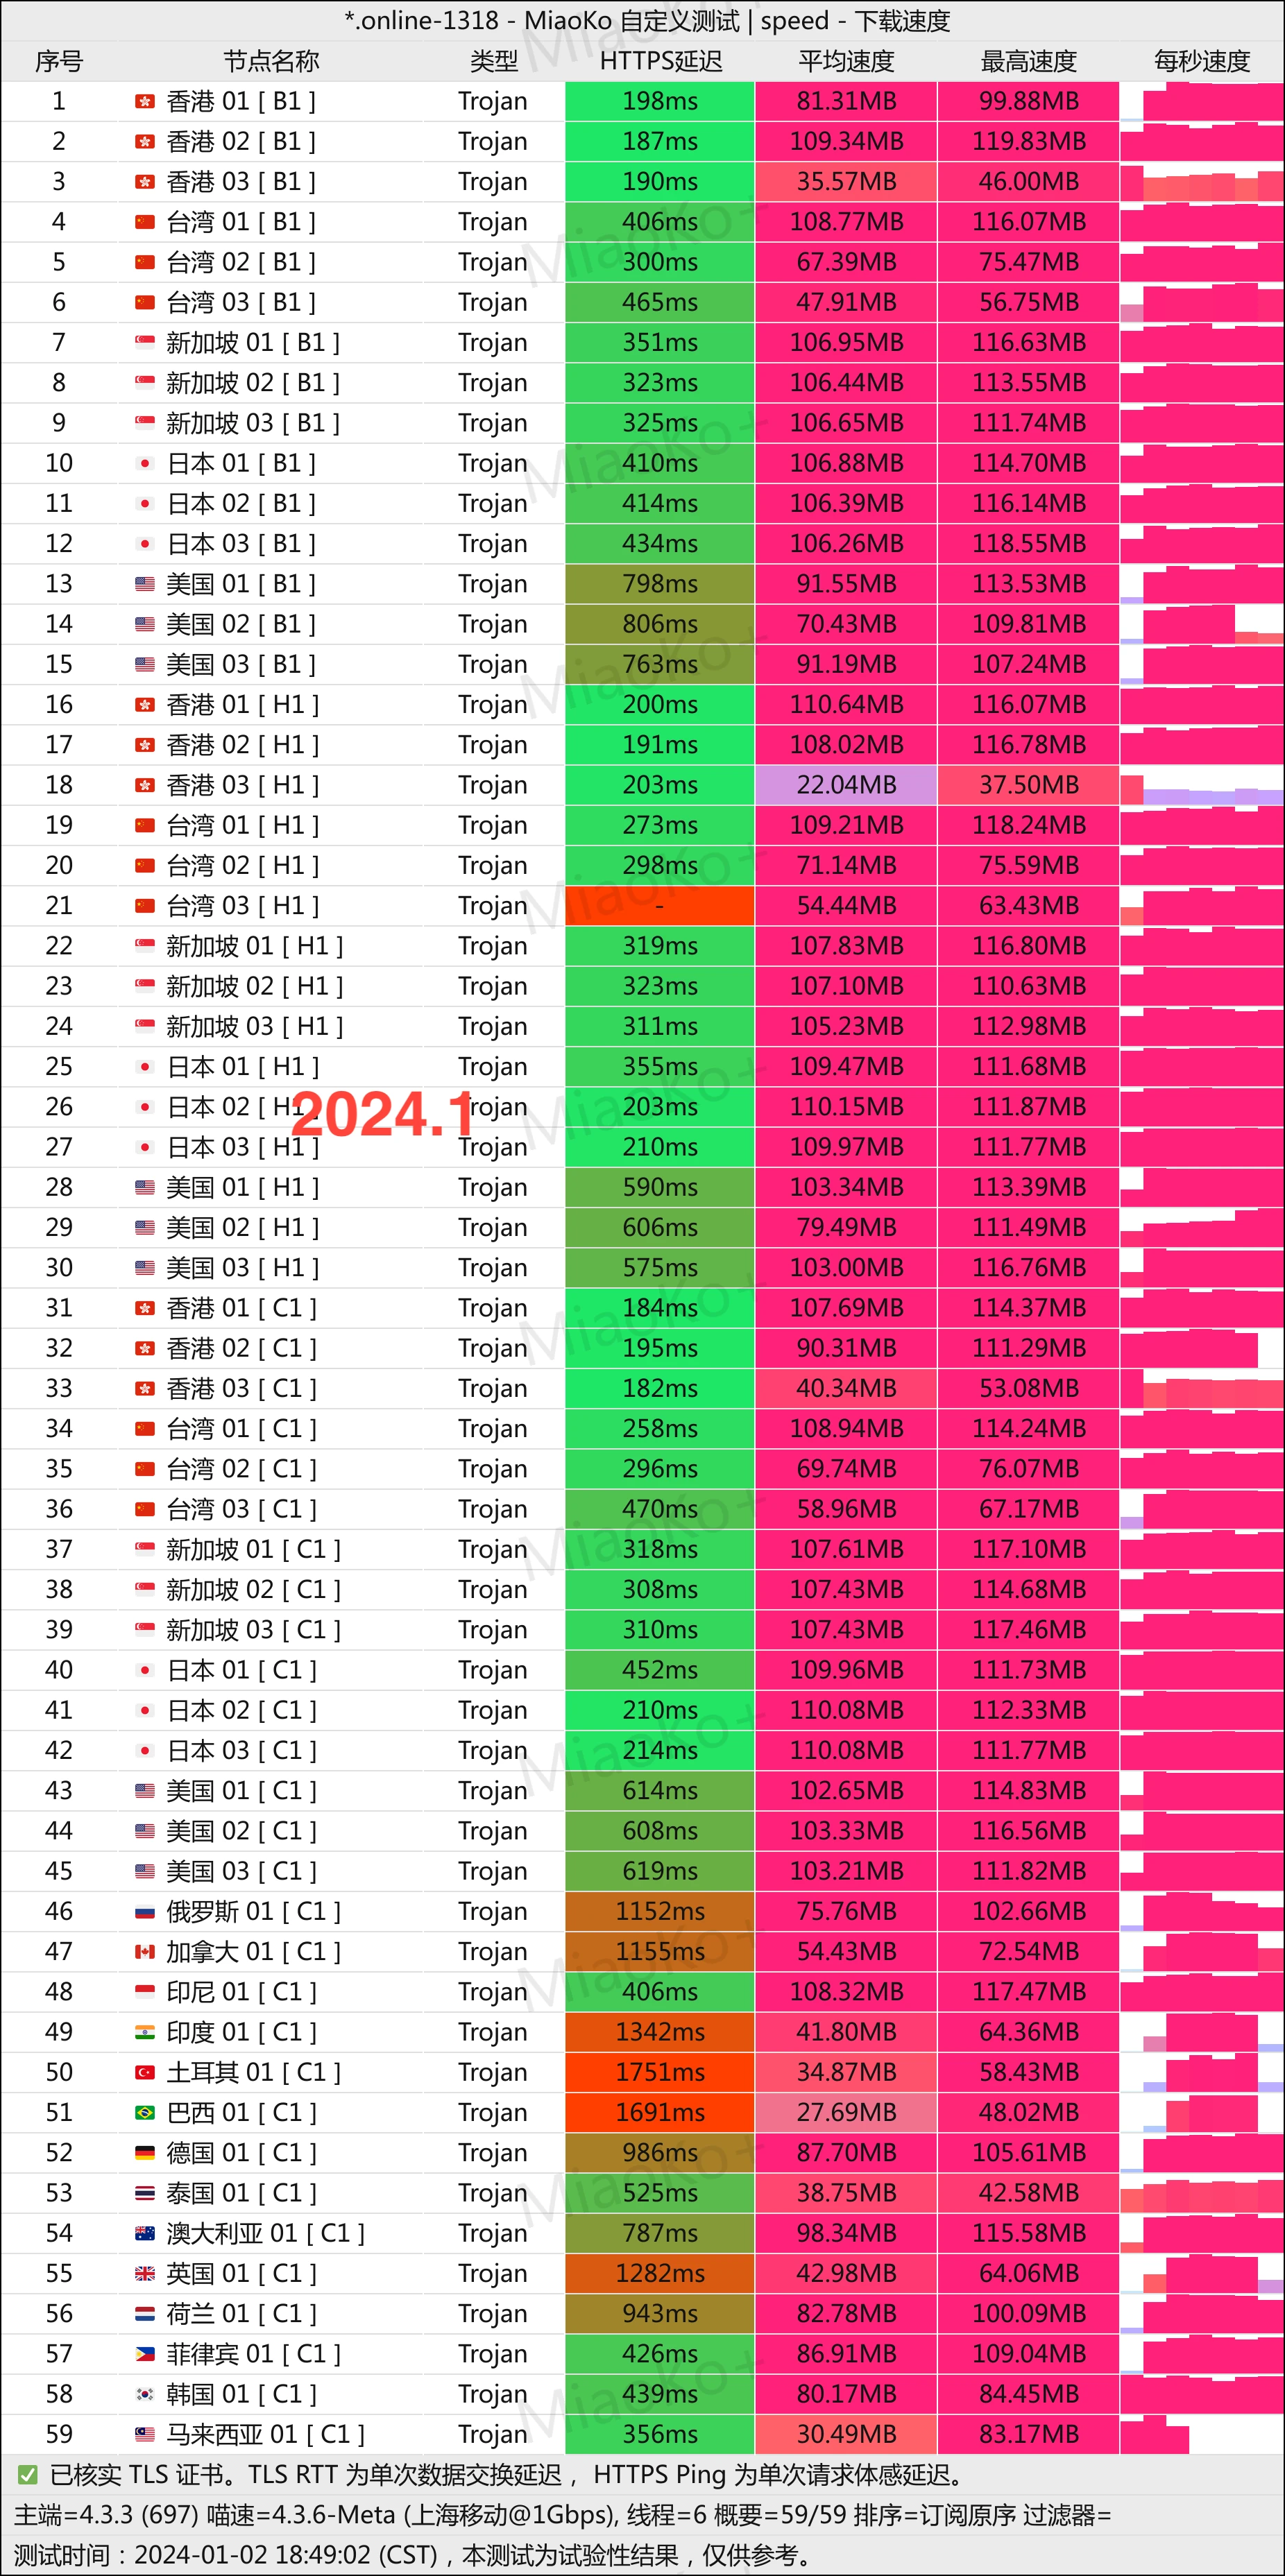 *.online-1318 - MiaoKo 自定义测试 | speed - 下载速度
序号 节点名称 类型 HTTPS延迟 平均速度 最高速度 每秒速度
1 香港 01 [ B1 ] Trojan 198ms 81.31MB 99.88MB
2 香港 02 [ B1 ] Trojan 187ms 109.34MB 119.83MB
3 香港 03 [ B1 ] Trojan 190ms 35.57MB 46.00MB
4 台湾 01 [ B1 ] Trojan 406ms 108.77MB 116.07MB
5 台湾 02 [ B1 ] Trojan 300ms 67.39MB 75.47MB
6 台湾 03 [ B1 ] Trojan 465ms 47.91MB 56.75MB
7 新加坡 01 [ B1 ] Trojan 351ms 106.95MB 116.63MB
8 新加坡 02 [ B1 ] Trojan 323ms 106.44MB 113.55MB
9 新加坡 03 [ B1 ] Trojan 325ms 106.65MB 111.74MB
10 日本 01 [ B1 ] Trojan 410ms 106.88MB 114.70MB
11 日本 02 [ B1 ] Trojan 414ms 106.39MB 116.14MB
12 日本 03 [ B1 ] Trojan 434ms 106.26MB 118.55MB
13 美国 01 [ B1 ] Trojan 798ms 91.55MB 113.53MB
14 美国 02 [ B1 ] Trojan 806ms 70.43MB 109.81MB
15 美国 03 [ B1 ] Trojan 763ms 91.19MB 107.24MB
16 香港 01 [ H1 ] Trojan 200ms 110.64MB 116.07MB
17 香港 02 [ H1 ] Trojan 191ms 108.02MB 116.78MB
18 香港 03 [ H1 ] Trojan 203ms 22.04MB 37.50MB
19 台湾 01 [ H1 ] Trojan 273ms 109.21MB 118.24MB
20 台湾 02 [ H1 ] Trojan 298ms 71.14MB 75.59MB
21 台湾 03 [ H1 ] Trojan - 54.44MB 63.43MB
22 新加坡 01 [ H1 ] Trojan 319ms 107.83MB 116.80MB
23 新加坡 02 [ H1 ] Trojan 323ms 107.10MB 110.63MB
24 新加坡 03 [ H1 ] Trojan 311ms 105.23MB 112.98MB
25 日本 01 [ H1 ] Trojan 355ms 109.47MB 111.68MB
26 日本 02 [ H1 ] Trojan 203ms 110.15MB 111.87MB
2024.1
27 日本 03 [ H1 ] Trojan 210ms 109.97MB 111.77MB
28 美国 01 [ H1 ] Trojan 590ms 103.34MB 113.39MB
29 美国 02 [ H1 ] Trojan 606ms 79.49MB 111.49MB
30 美国 03 [ H1 ] Trojan 575ms 103.00MB 116.76MB
31 香港 01 [ C1 ] Trojan 184ms 107.69MB 114.37MB
32 香港 02 [ C1 ] Trojan 195ms 90.31MB 111.29MB
33 香港 03 [ C1 ] Trojan 182ms 40.34MB 53.08MB
34 台湾 01 [ C1 ] Trojan 258ms 108.94MB 114.24MB
35 台湾 02 [ C1 ] Trojan 296ms 69.74MB 76.07MB
36 台湾 03 [ C1 ] Trojan 470ms 58.96MB 67.17MB
37 新加坡 01 [ C1 ] Trojan 318ms 107.61MB 117.10MB
38 新加坡 02 [ C1 ] Trojan 308ms 107.43MB 114.68MB
39 新加坡 03 [ C1 ] Trojan 310ms 107.43MB 117.46MB
40 日本 01 [ C1 ] Trojan 452ms 109.96MB 111.73MB
41 日本 02 [ C1 ] Trojan 210ms 110.08MB 112.33MB
42 日本 03 [ C1 ] Trojan 214ms 110.08MB 111.77MB
43 美国 01 [ C1 ] Trojan 614ms 102.65MB 114.83MB
44 美国 02 [ C1 ] Trojan 608ms 103.33MB 116.56MB
45 美国 03 [ C1 ] Trojan 619ms 103.21MB 111.82MB
46 俄罗斯 01 [ C1 ] Trojan 1152ms 75.76MB 102.66MB
47 加拿大 01 [ C1 ] Trojan 1155ms 54.43MB 72.54MB
48 印尼 01 [ C1 ] Trojan 406ms 108.32MB 117.47MB
49 印度 01 [ C1 ] Trojan 1342ms 41.80MB 64.36MB
50 土耳其 01 [ C1 ] Trojan 1751ms 34.87MB 58.43MB
51 巴西 01 [ C1 ] Trojan 1691ms 27.69MB 48.02MB
52 德国 01 [ C1 ] Trojan 986ms 87.70MB 105.61MB
53 泰国 01 [ C1 ] Trojan 525ms 38.75MB 42.58MB
54 澳大利亚 01 [ C1 ] Trojan 787ms 98.34MB 115.58MB
55 英国 01 [ C1 ] Trojan 1282ms 42.98MB 64.06MB
56 荷兰 01 [ C1 ] Trojan 943ms 82.78MB 100.09MB
57 菲律宾 01 [ C1 ] Trojan 426ms 86.91MB 109.04MB
58 韩国 01 [ C1 ] Trojan 439ms 80.17MB 84.45MB
59 马来西亚 01 [ C1 ] Trojan 356ms 30.49MB 83.17MB
✅ 已核实 TLS 证书。TLS RTT 为单次数据交换延迟， HTTPS Ping 为单次请求体感延迟。
主端=4.3.3 (697) 喵速=4.3.6-Meta (上海移动@1Gbps), 线程=6 概要=59/59 排序=订阅原序 过滤器=
测试时间：2024-01-02 18:49:02 (CST)，本测试为试验性结果，仅供参考。